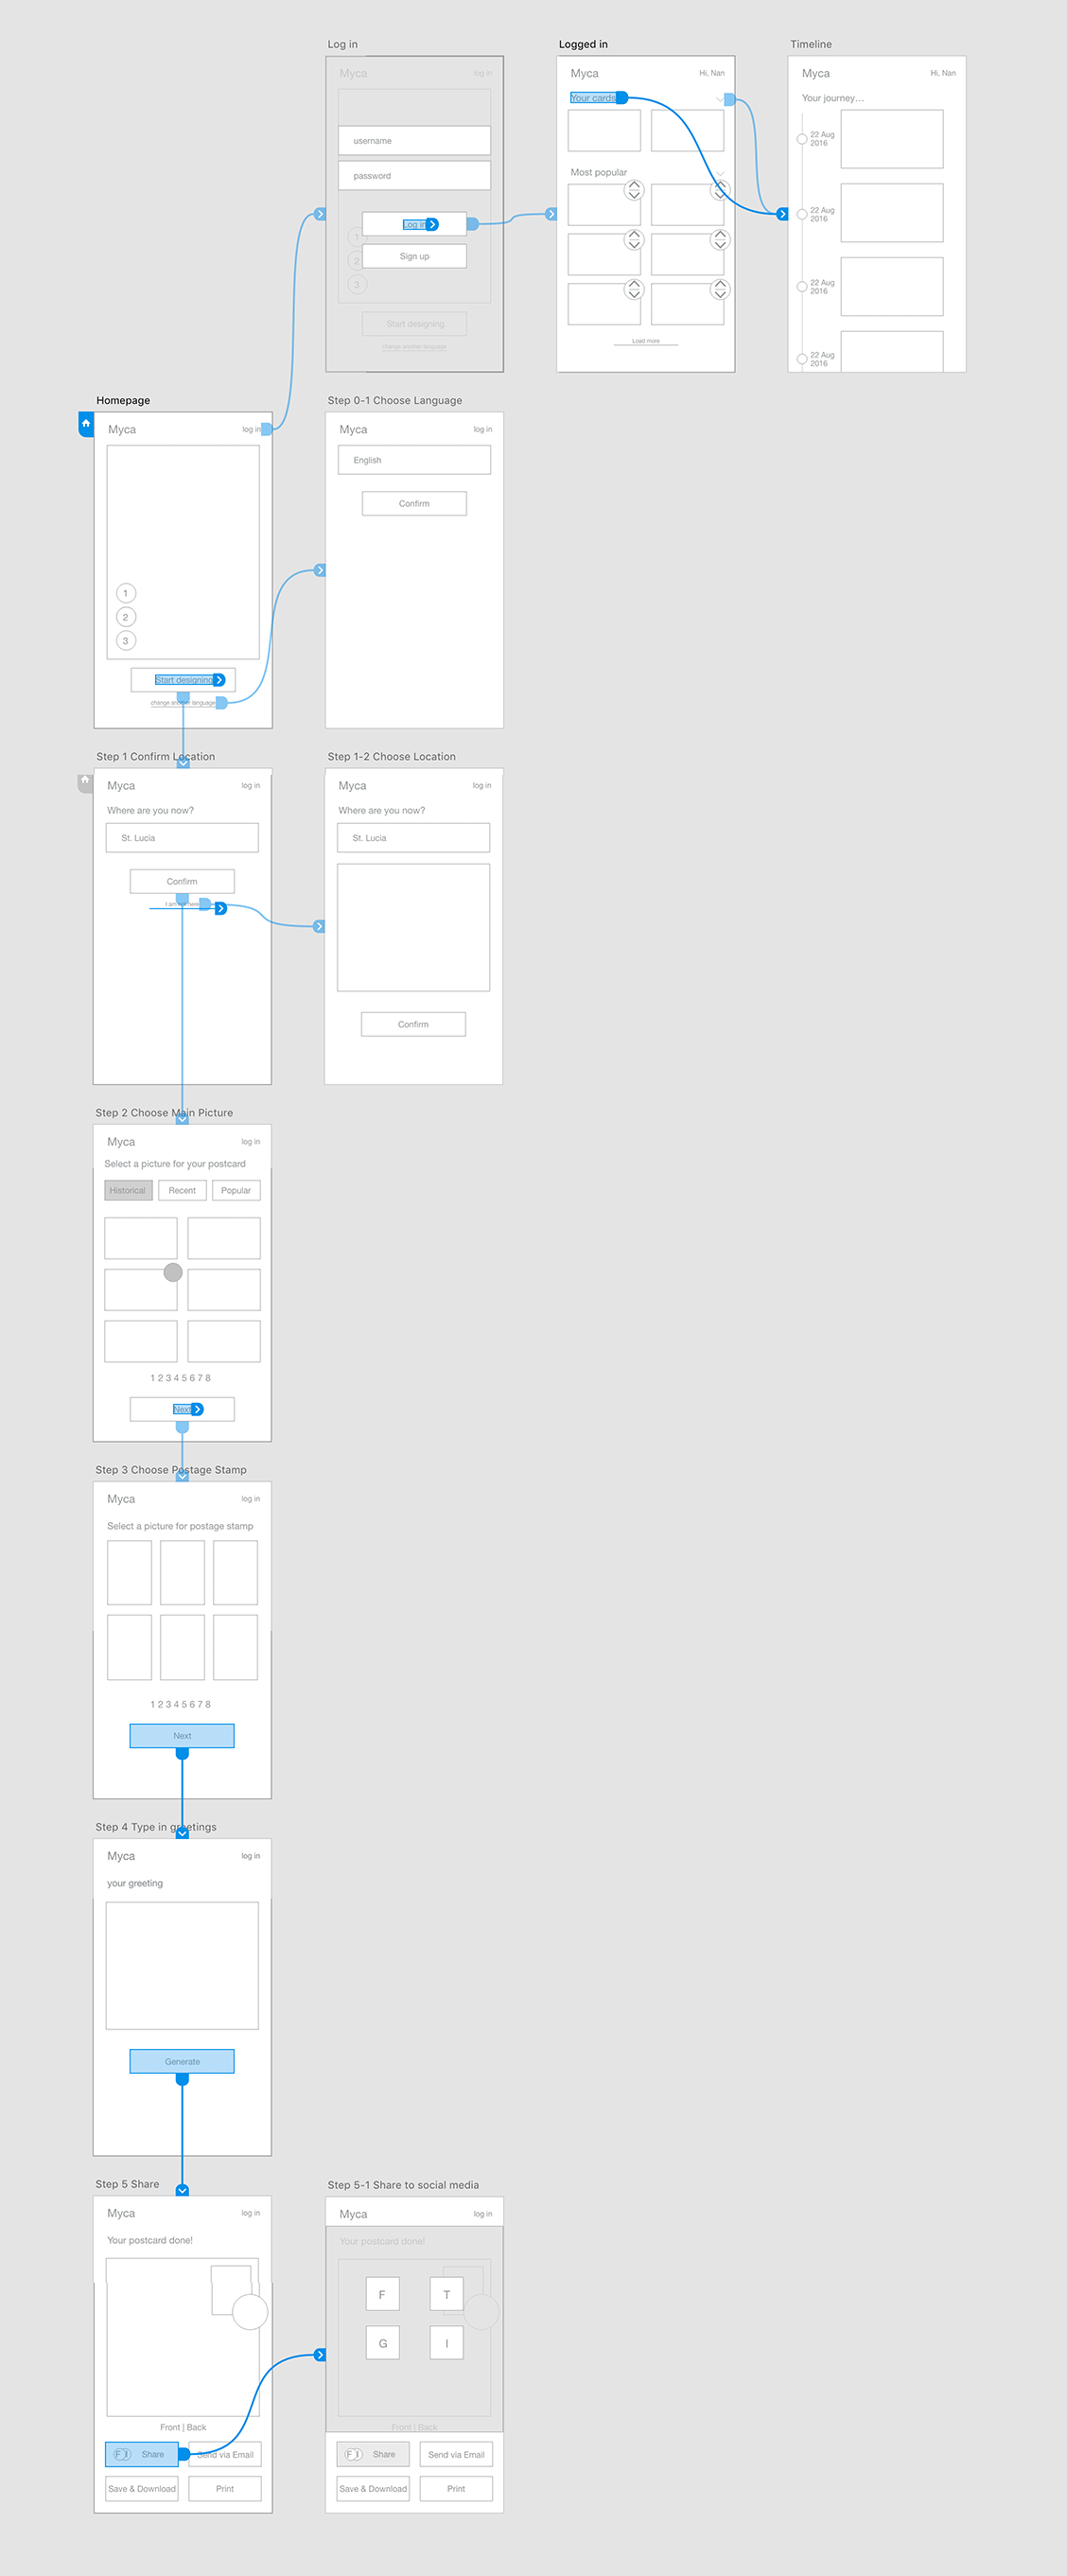 Log in
Myca
log in
username
password
Log in
1
2
Sign up
3
Start designing
change another language
Logged in
Myca
Hi, Nan
Your cards
Most popular
Load more
Timeline
Myca
Hi, Nan
Your journey...
22 Aug
2016
22 Aug
2016
22 Aug
2016
22 Aug
2016
Homepage
Myca
log in
1
2
3
Start designing
change another language
Step 0-1 Choose Language
Myca
log in
English
Confirm
Step 1 Confirm Location
Myca
log in
Where are you now?
St. Lucia
Confirm
I am not here
Step 1-2 Choose Location
Myca
log in
Where are you now?
St. Lucia
Confirm
Step 2 Choose Main Picture
Myca
log in
Select a picture for your postcard
Historical
Recent
Popular
1 2 3 4 5 6 7 8
Next
Step 3 Choose Postage Stamp
Myca
log in
Select a picture for postage stamp
1 2 3 4 5 6 7 8
Next
Step 4 Type in greetings
Myca
log in
your greeting
Generate
Step 5 Share
Myca
log in
Your postcard done!
Front | Back
F I Share
Send via Email
Save & Download
Print
Step 5-1 Share to social media
Myca
log in
Your postcard done!
F
T
G
I
Front | Back
F I Share
Send via Email
Save & Download
Print